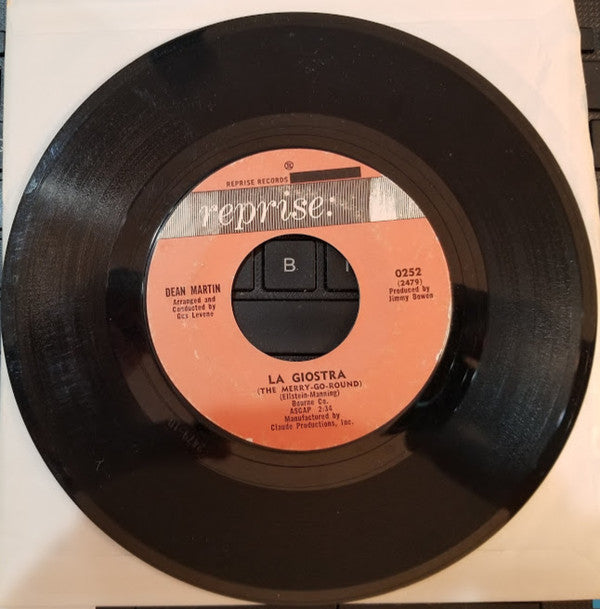 REPRISE RECORDS
reprise:
B
DEAN MARTIN
Arranged and
Conducted by
Gus Levene
0252
(2479)
Produced by
Jimmy Bowen
LA GIOSTRA
(THE MERRY-GO-ROUND)
(Ellstein-Manning)
Bourne Co.
ASCAP 2:34
Manufactured by
Claude Productions, Inc.